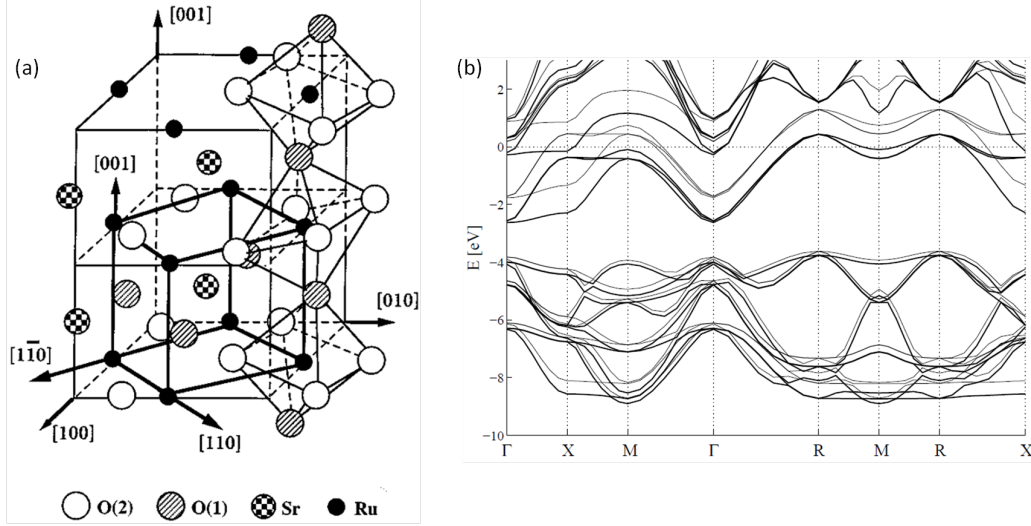 (a)
[001]
[001]
[010]
[11̅0]
[100]
[110]
O(2) O(1) Sr Ru
(b)
E [eV]
2
0
−2
−4
−6
−8
−10
Γ X M Γ R M R X